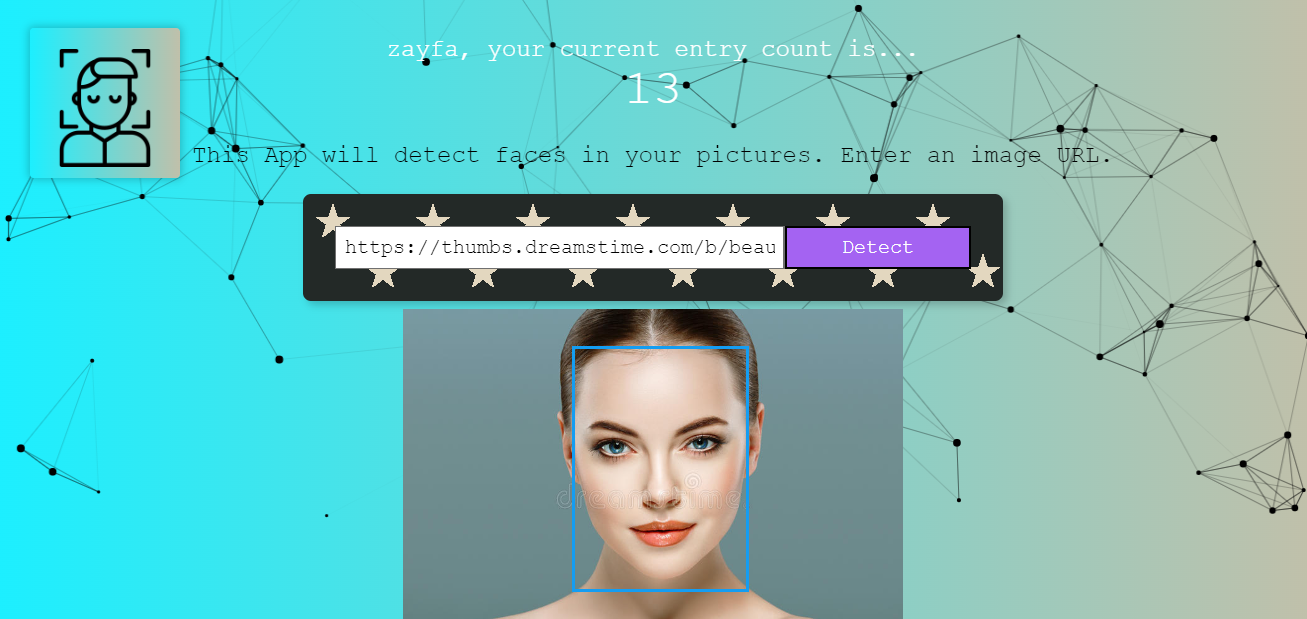 zayfa, your current entry count is...
13
This App will detect faces in your pictures. Enter an image URL.
https://thumbs.dreamstime.com/b/beau Detect
dreamstime